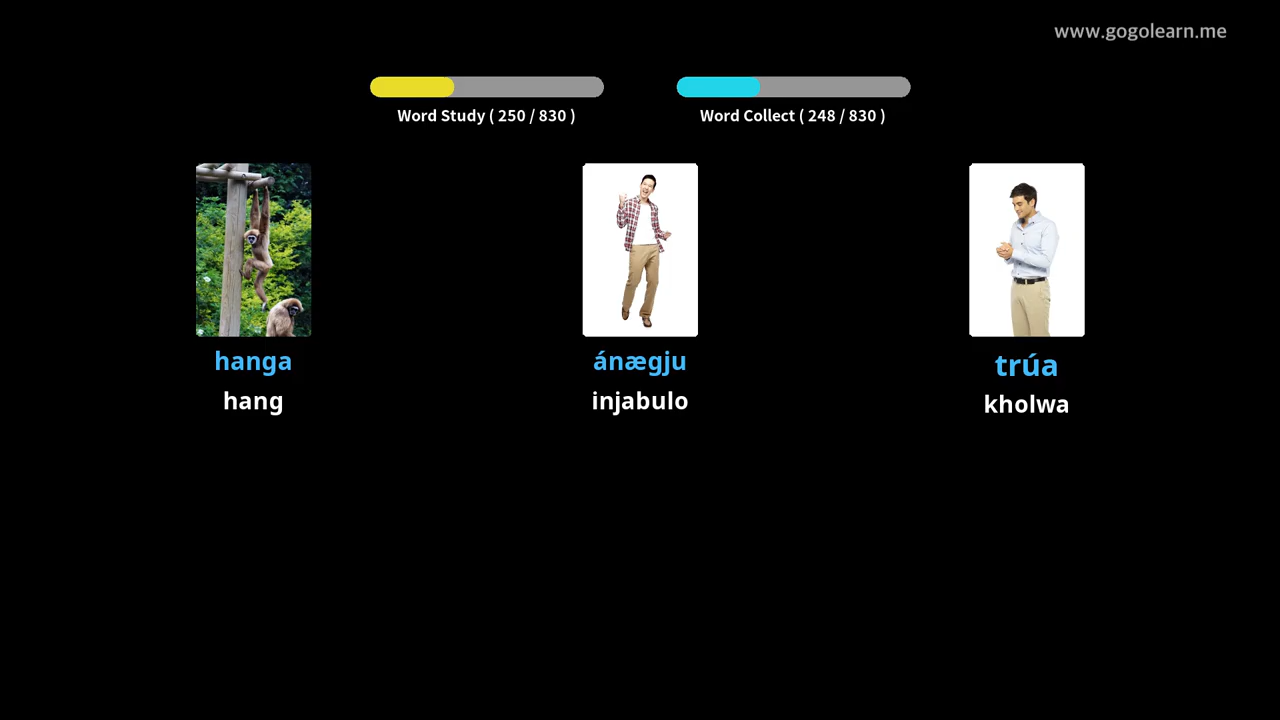 www.gogolearn.me
Word Study ( 250 / 830 )
Word Collect ( 248 / 830 )
hanga
hang
ánægju
injabulo
trúa
kholwa